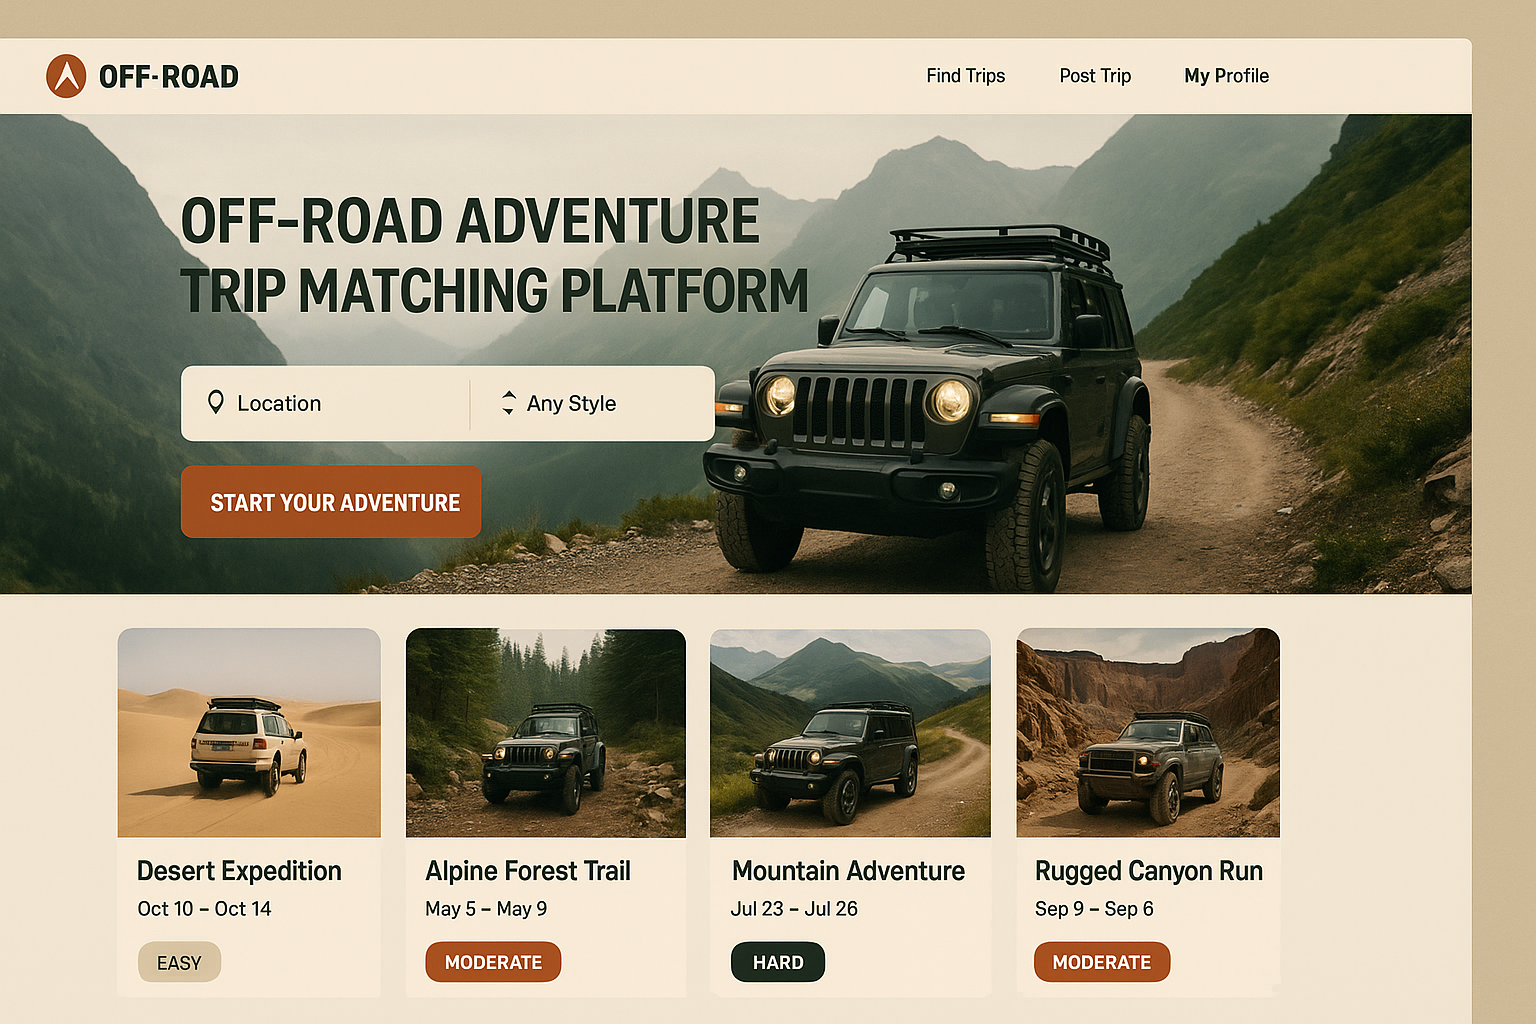 OFF-ROAD
Find Trips
Post Trip
My Profile
OFF-ROAD ADVENTURE
TRIP MATCHING PLATFORM
Location
Any Style
START YOUR ADVENTURE
Desert Expedition
Oct 10 – Oct 14
EASY
Alpine Forest Trail
May 5 – May 9
MODERATE
Mountain Adventure
Jul 23 – Jul 26
HARD
Rugged Canyon Run
Sep 9 – Sep 6
MODERATE